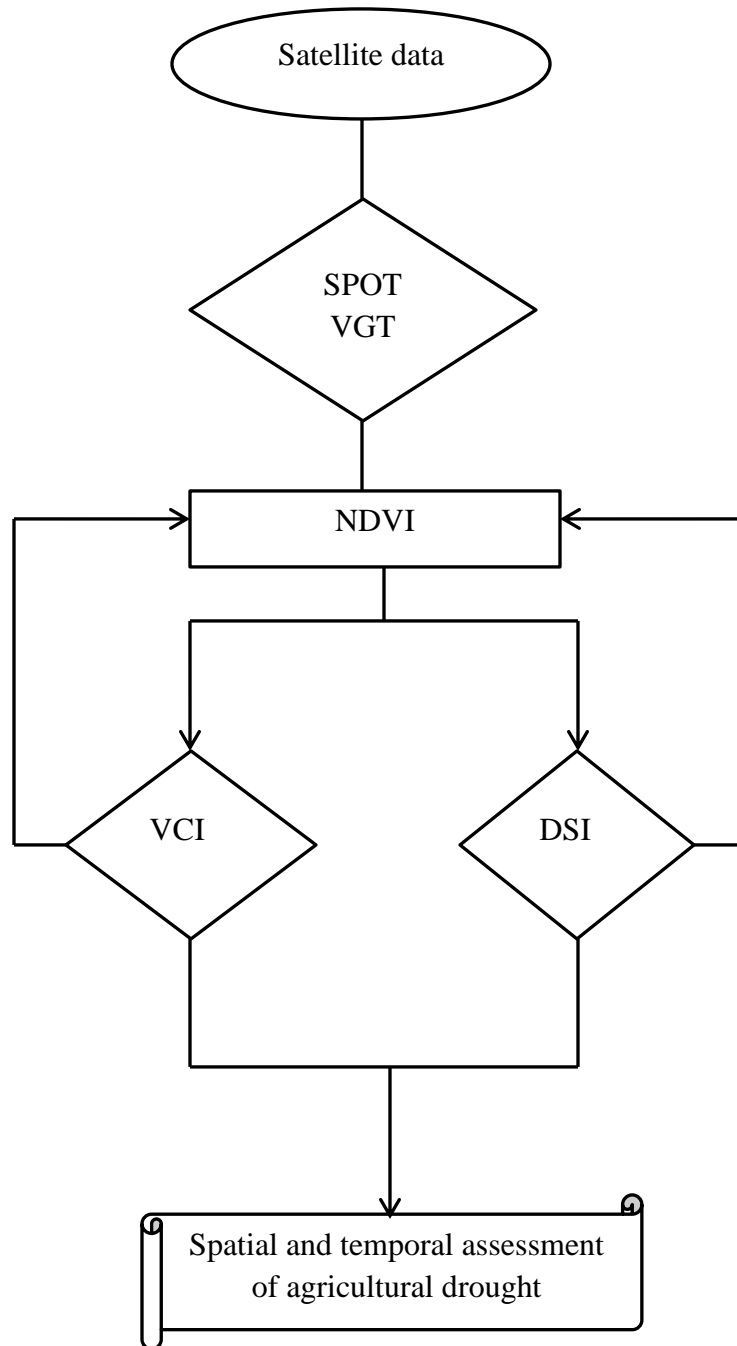 Satellite data
SPOT
VGT
NDVI
VCI
DSI
Spatial and temporal assessment
of agricultural drought